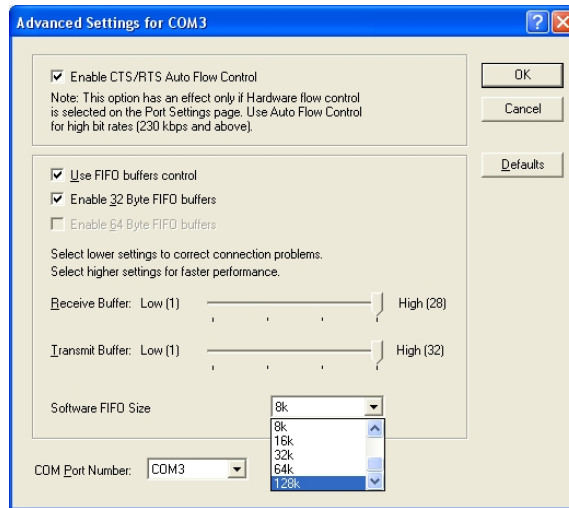 Advanced Settings for COM3
Enable CTS/RTS Auto Flow Control
Note: This option has an effect only if Hardware flow control
is selected on the Port Settings page. Use Auto Flow Control
for high bit rates (230 kbps and above).
OK
Cancel
Defaults
Use FIFO buffers control
Enable 32 Byte FIFO buffers
Enable 64 Byte FIFO buffers
Select lower settings to correct connection problems.
Select higher settings for faster performance.
Receive Buffer: Low (1) High (28)
Transmit Buffer: Low (1) High (32)
Software FIFO Size 8k
8k
16k
32k
64k
128k
COM Port Number: COM3